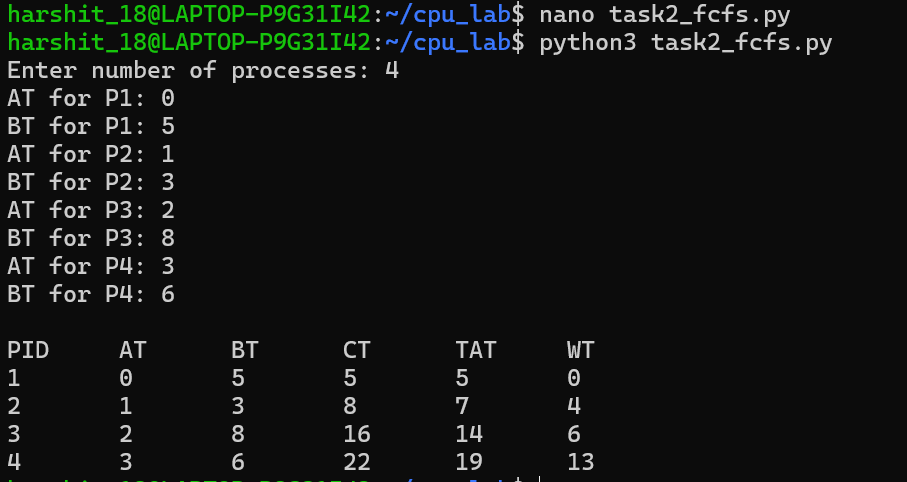 harshit_18@LAPTOP-P9G31I42:~/cpu_lab$ nano task2_fcfs.py
harshit_18@LAPTOP-P9G31I42:~/cpu_lab$ python3 task2_fcfs.py
Enter number of processes: 4
AT for P1: 0
BT for P1: 5
AT for P2: 1
BT for P2: 3
AT for P3: 2
BT for P3: 8
AT for P4: 3
BT for P4: 6
PID AT BT CT TAT WT
1 0 5 5 5 0
2 1 3 8 7 4
3 2 8 16 14 6
4 3 6 22 19 13